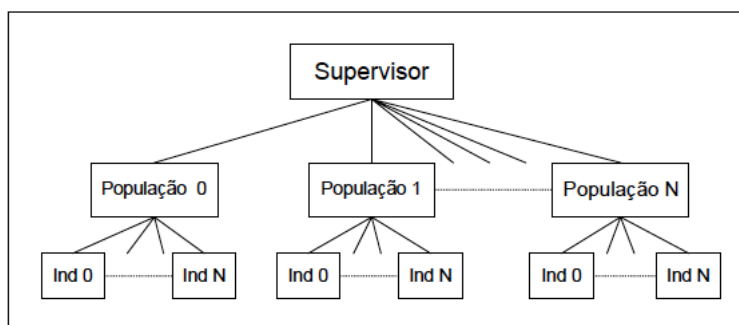 Supervisor
População 0
População 1
População N
Ind 0
Ind N
Ind 0
Ind N
Ind 0
Ind N